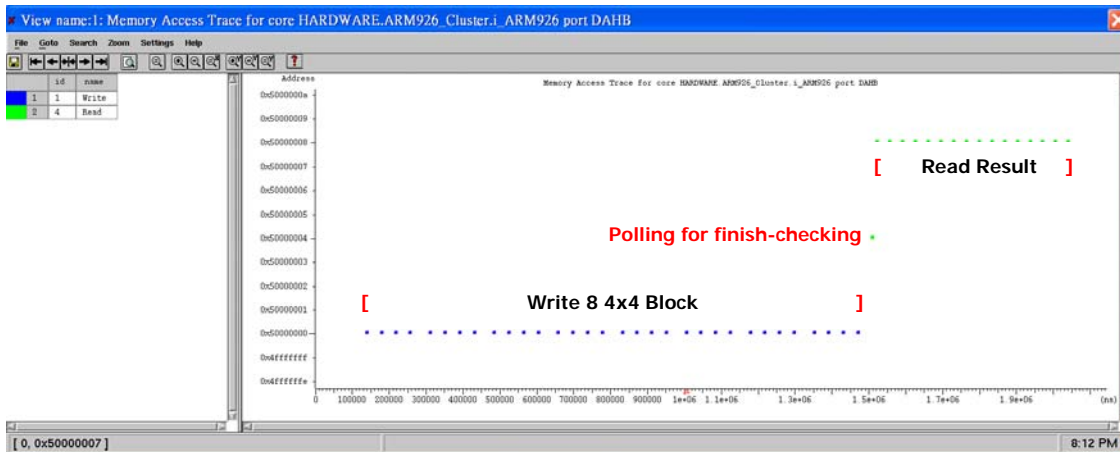 View name:1: Memory Access Trace for core HARDWARE.ARM926_Cluster.i_ARM926 port DAHB
File Goto Search Zoom Settings Help
id name
1 1 Write
2 4 Read
Address
Memory Access Trace for core HARDWARE.ARM926_Cluster.i_ARM926 port DAHB
0x5000000a
0x50000009
0x50000008
0x50000007
[ Read Result ]
0x50000006
0x50000005
Polling for finish-checking
0x50000004
0x50000003
0x50000002
[ Write 8 4x4 Block ]
0x50000001
0x50000000
0x4fffffff
0x4ffffffe
0 100000 200000 300000 400000 500000 600000 700000 800000 900000 1e+06 1.1e+06 1.3e+06 1.5e+06 1.7e+06 1.9e+06 (ns)
[ 0, 0x50000007 ]
8:12 PM